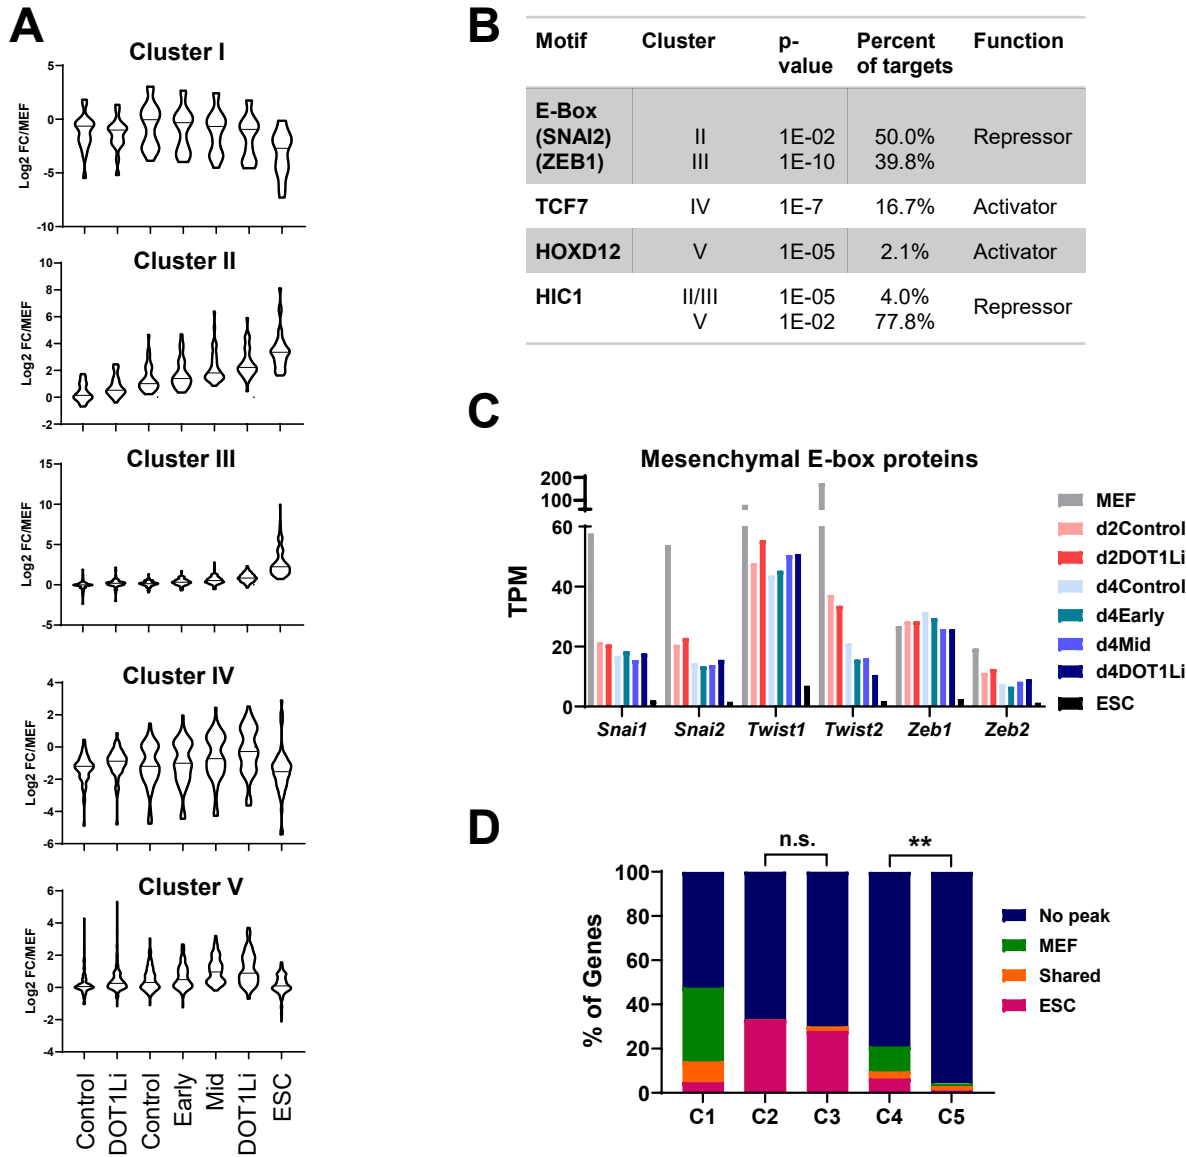 A
Cluster I
Log2 FC/MEF
5
0
-5
-10
Cluster II
Log2 FC/MEF
10
8
6
4
2
0
-2
Cluster III
Log2 FC/MEF
15
10
5
0
-5
Cluster IV
Log2 FC/MEF
4
2
0
-2
-4
-6
Cluster V
Log2 FC/MEF
6
4
2
0
-2
-4
Control
DOT1Li
Control
Early
Mid
DOT1Li
ESC
B
Motif Cluster p-value Percent of targets Function
E-Box
(SNAI2) II 1E-02 50.0% Repressor
(ZEB1) III 1E-10 39.8%
TCF7 IV 1E-7 16.7% Activator
HOXD12 V 1E-05 2.1% Activator
HIC1 II/III 1E-05 4.0% Repressor
V 1E-02 77.8%
C
Mesenchymal E-box proteins
TPM
200
100
60
40
20
0
Snai1 Snai2 Twist1 Twist2 Zeb1 Zeb2
MEF
d2Control
d2DOT1Li
d4Control
d4Early
d4Mid
d4DOT1Li
ESC
D
n.s.
**
% of Genes
100
80
60
40
20
0
C1 C2 C3 C4 C5
No peak
MEF
Shared
ESC